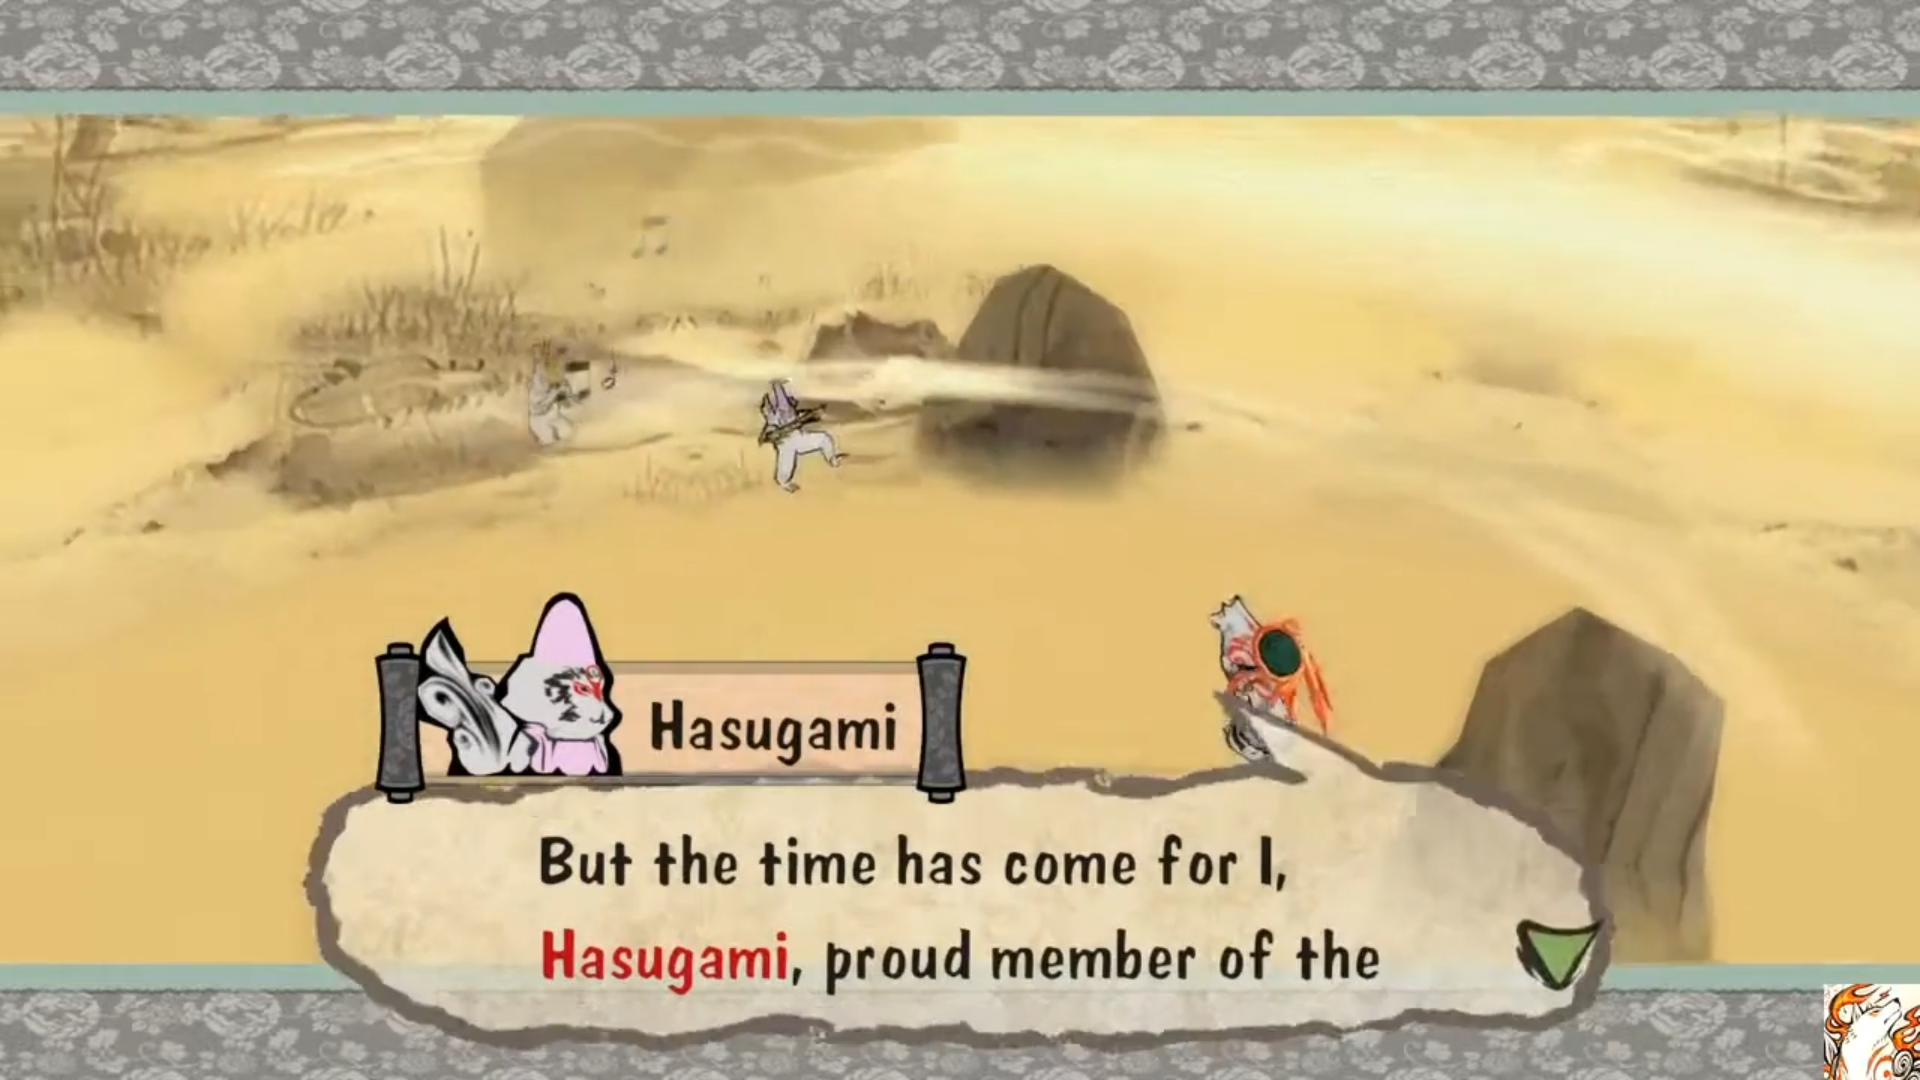 Hasugami
But the time has come for I,
Hasugami, proud member of the